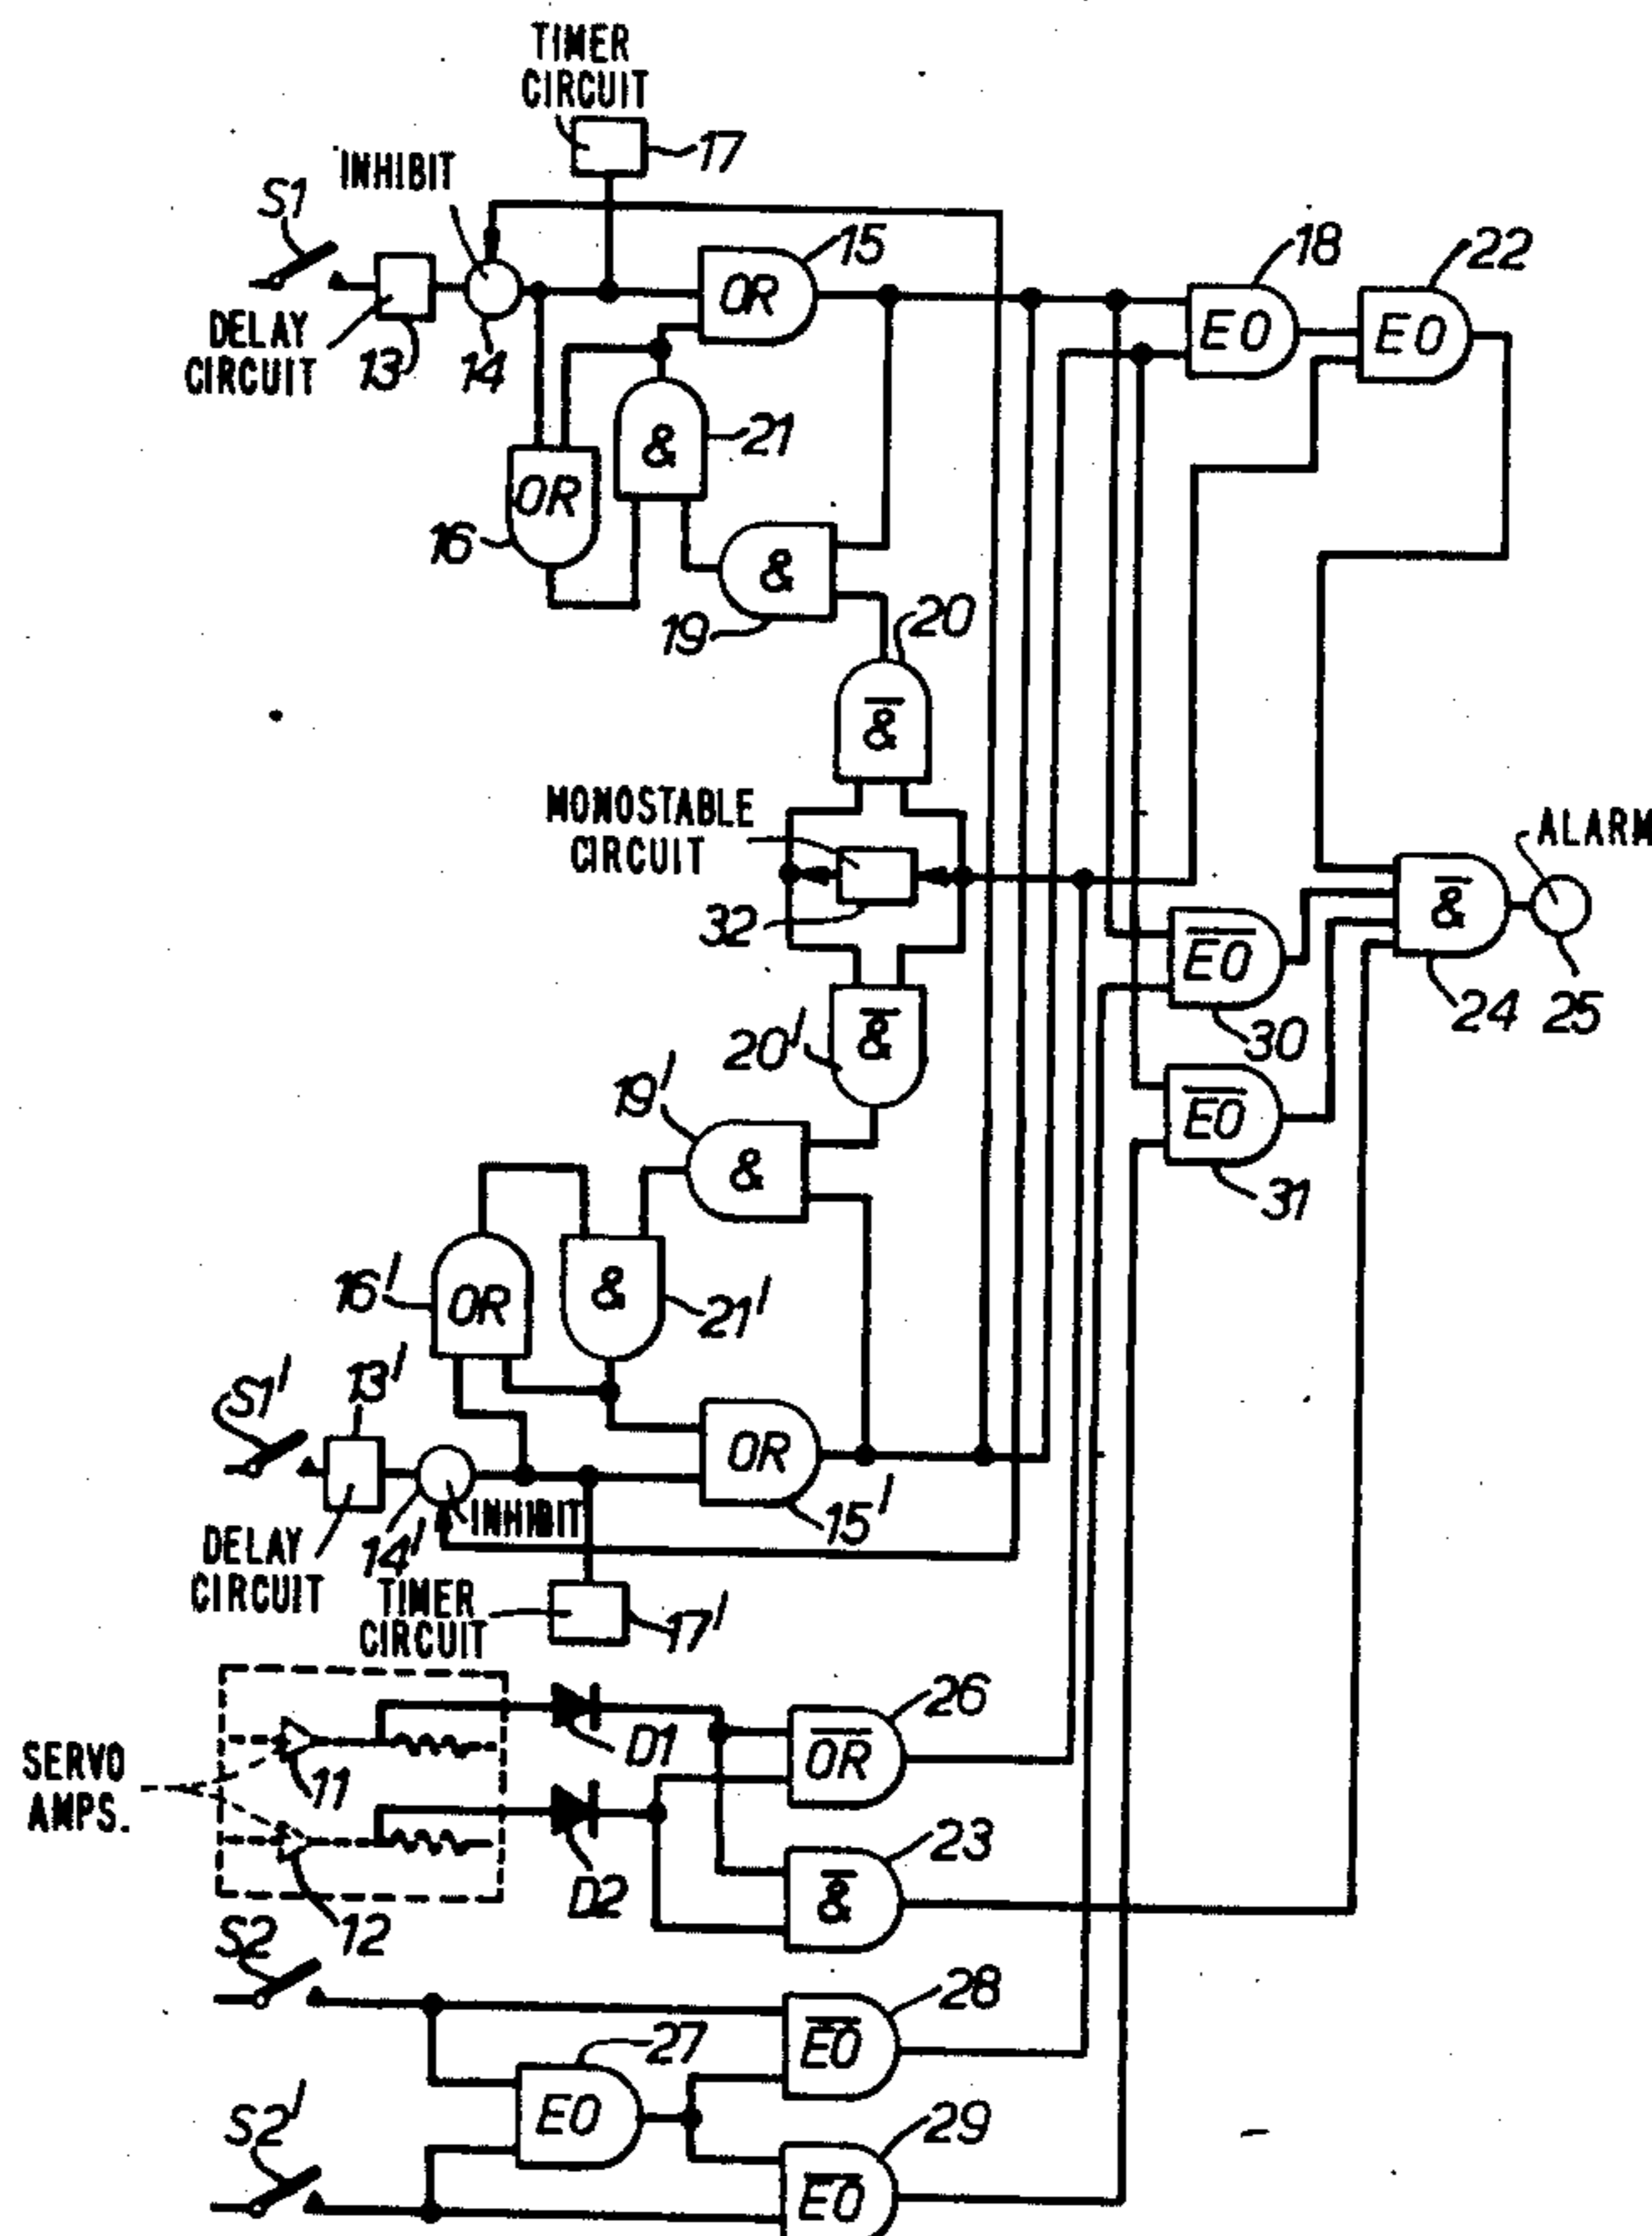 TIMER
CIRCUIT
17
INHIBIT
S1
15
18
22
OR
EO
EO
DELAY
CIRCUIT
13
14
21
&
OR
16
&
19
20
&
MONOSTABLE
CIRCUIT
32
ALARM
&
EO
24
25
30
20'
&
19'
EO
31
&
16'
OR
&
21'
S1'
13'
OR
INHIBIT
15'
DELAY
CIRCUIT
14'
TIMER
CIRCUIT
17'
26
OR
D1
SERVO
AMPS.
11
23
&
D2
12
S2
28
EO
27
EO
S2'
29
EO